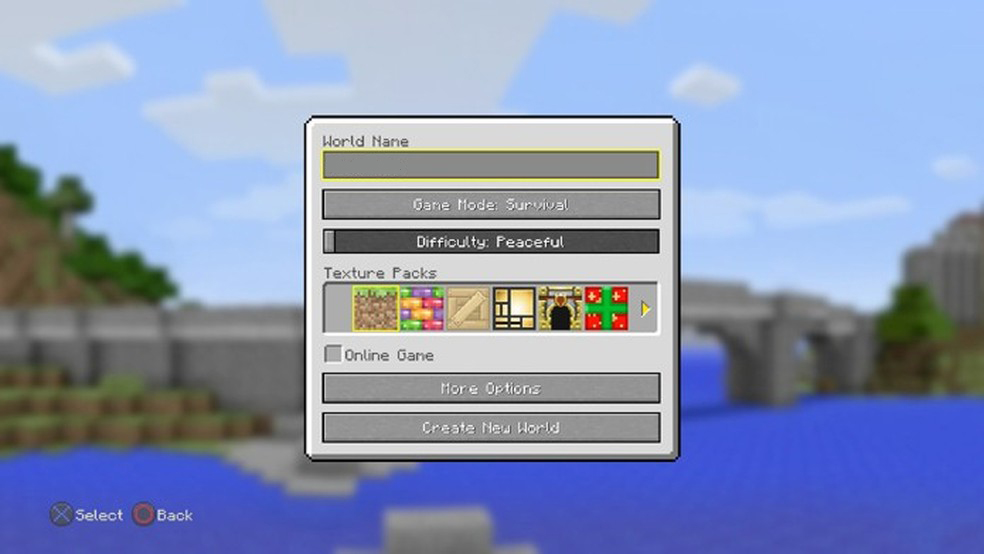 World Name
Game Mode: Survival
Difficulty: Peaceful
Texture Packs
Online Game
More Options
Create New World
Select Back